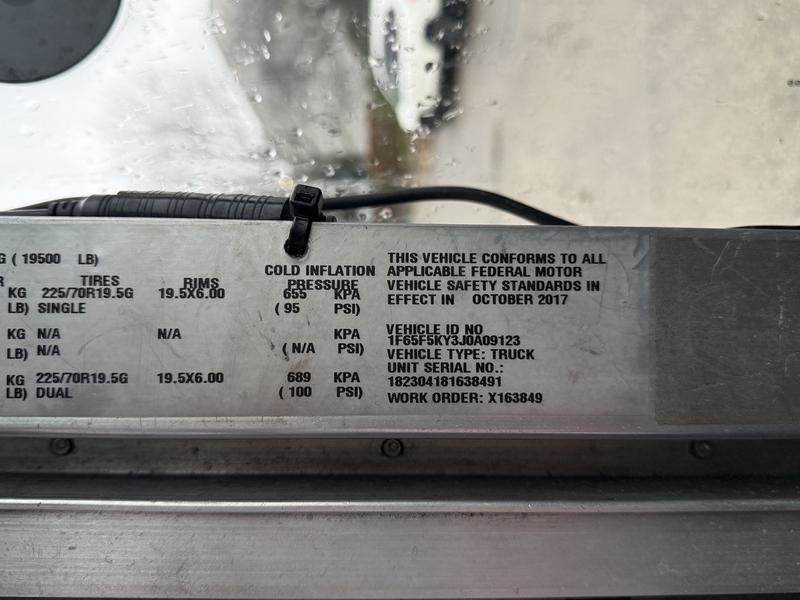 G ( 19500 LB)
R TIRES RIMS COLD INFLATION PRESSURE
KG 225/70R19.5G 19.5X6.00 655 KPA
LB) SINGLE ( 95 PSI)
KG N/A N/A KPA
LB) N/A ( N/A PSI)
KG 225/70R19.5G 19.5X6.00 689 KPA
LB) DUAL ( 100 PSI)
THIS VEHICLE CONFORMS TO ALL
APPLICABLE FEDERAL MOTOR
VEHICLE SAFETY STANDARDS IN
EFFECT IN OCTOBER 2017
VEHICLE ID NO
1F65F5KY3J0A09123
VEHICLE TYPE: TRUCK
UNIT SERIAL NO.:
182304181638491
WORK ORDER: X163849